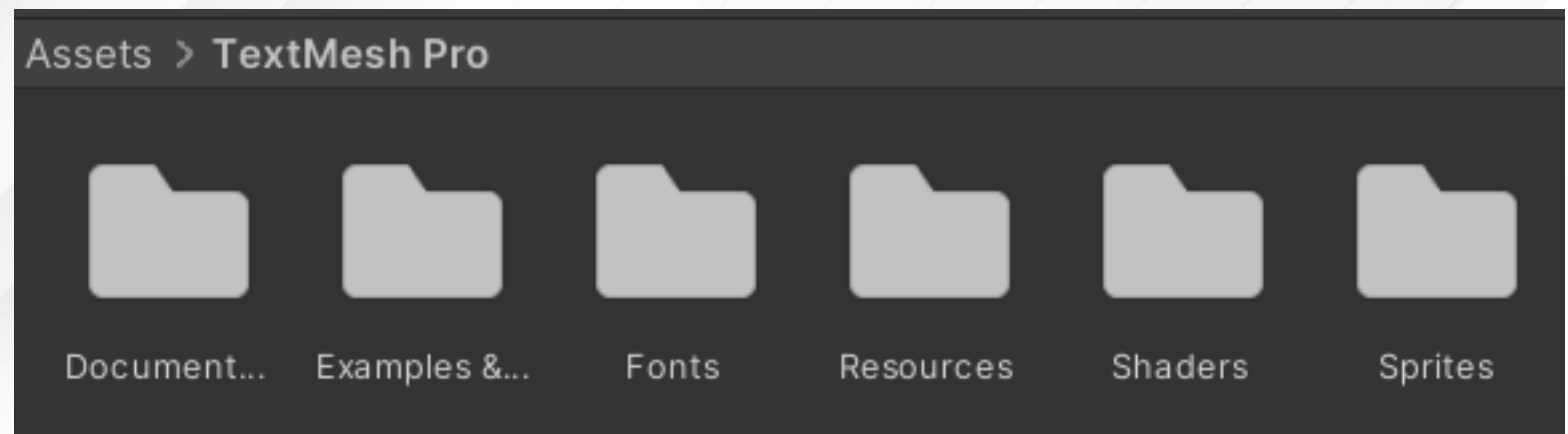 Assets > TextMesh Pro
Document... Examples &... Fonts Resources Shaders Sprites